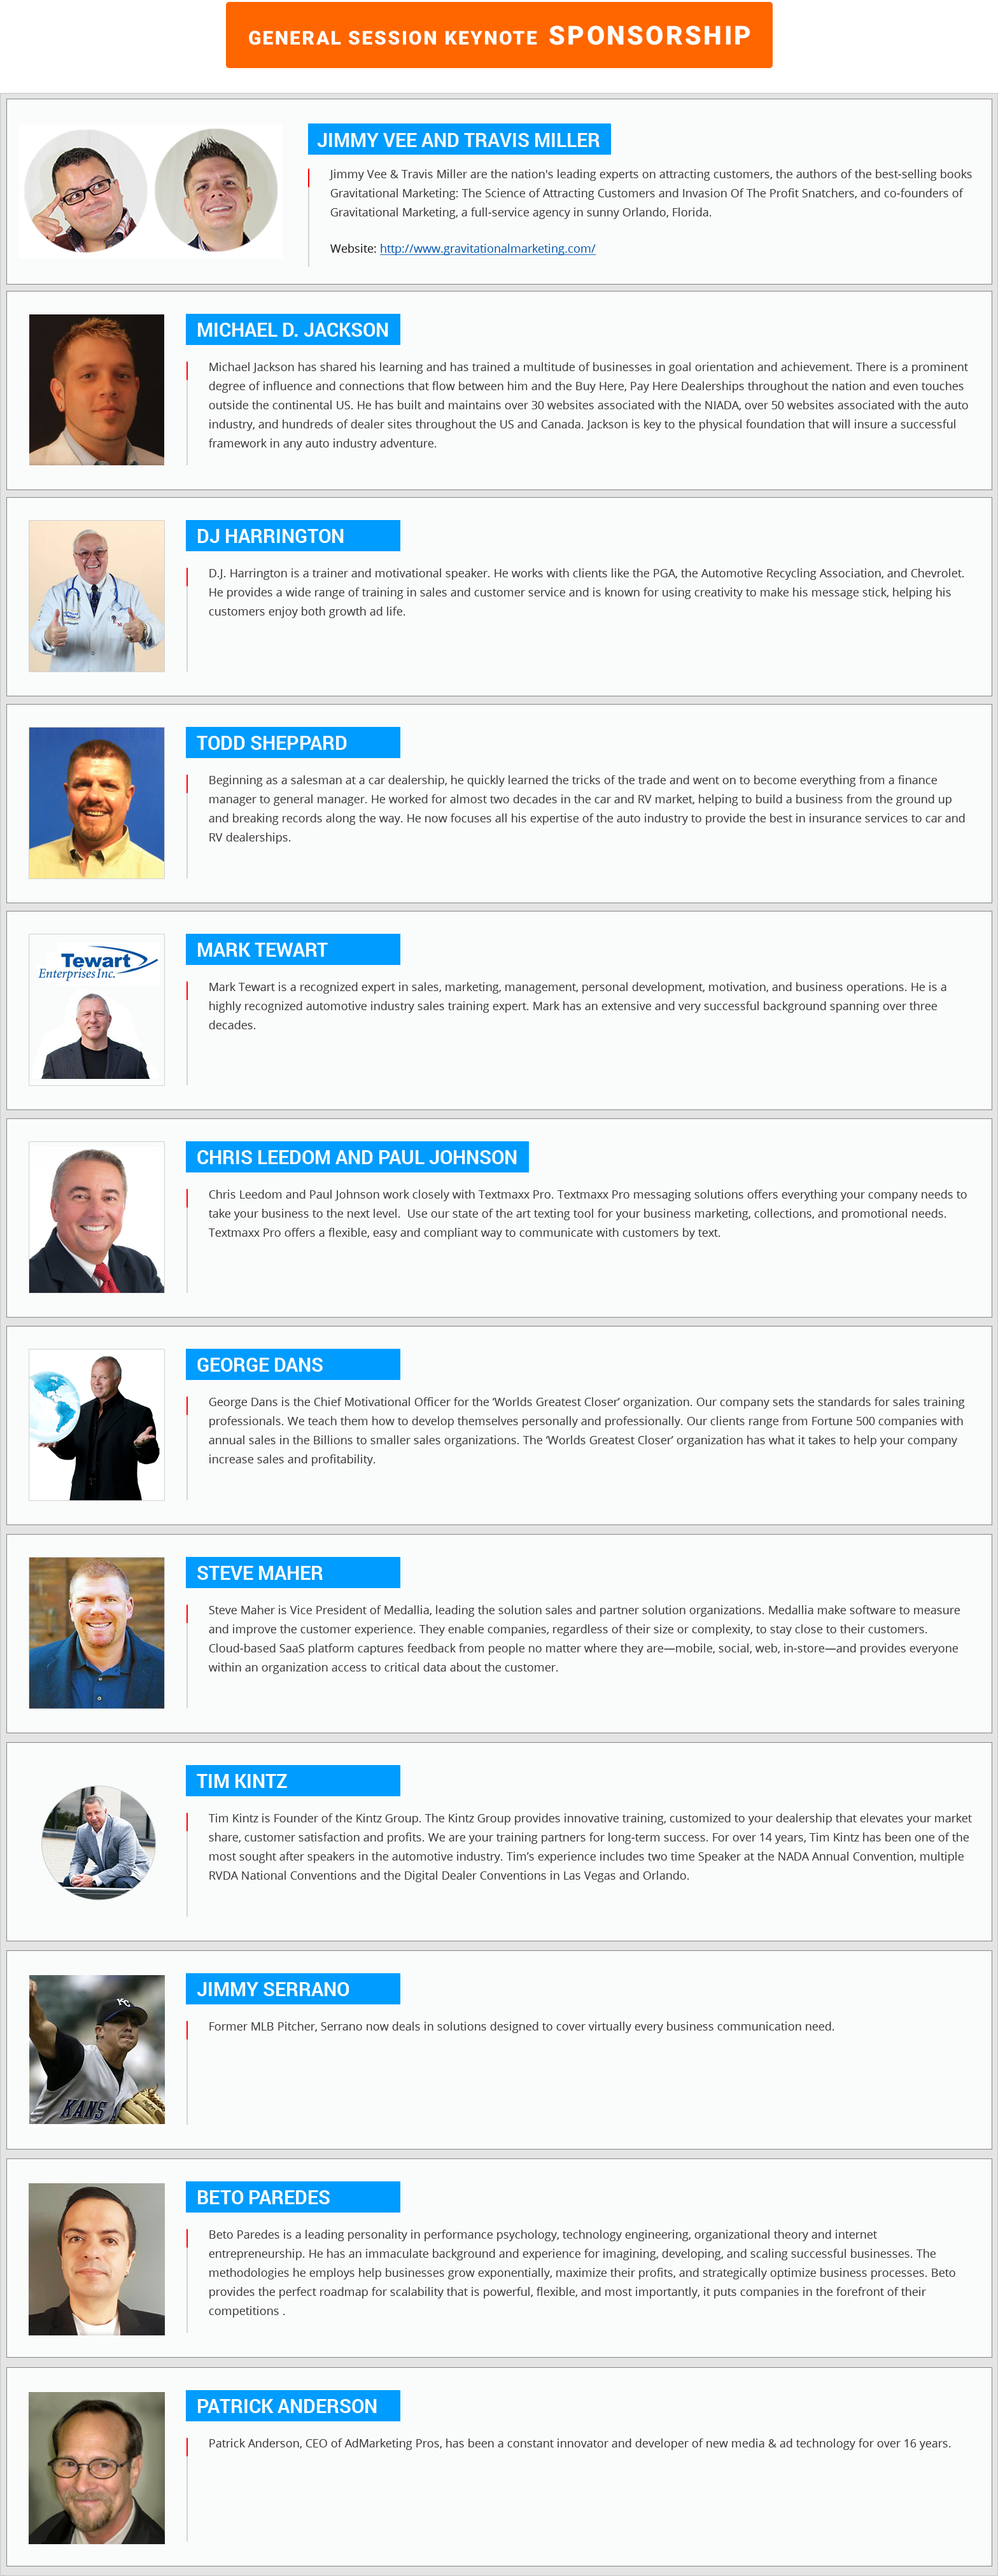 GENERAL SESSION KEYNOTE SPONSORSHIP
JIMMY VEE AND TRAVIS MILLER
Jimmy Vee & Travis Miller are the nation's leading experts on attracting customers, the authors of the best-selling books
Gravitational Marketing: The Science of Attracting Customers and Invasion Of The Profit Snatchers, and co-founders of
Gravitational Marketing, a full-service agency in sunny Orlando, Florida.
Website: http://www.gravitationalmarketing.com/
MICHAEL D. JACKSON
Michael Jackson has shared his learning and has trained a multitude of businesses in goal orientation and achievement. There is a prominent
degree of influence and connections that flow between him and the Buy Here, Pay Here Dealerships throughout the nation and even touches
outside the continental US. He has built and maintains over 30 websites associated with the NIADA, over 50 websites associated with the auto
industry, and hundreds of dealer sites throughout the US and Canada. Jackson is key to the physical foundation that will insure a successful
framework in any auto industry adventure.
DJ HARRINGTON
D.J. Harrington is a trainer and motivational speaker. He works with clients like the PGA, the Automotive Recycling Association, and Chevrolet.
He provides a wide range of training in sales and customer service and is known for using creativity to make his message stick, helping his
customers enjoy both growth ad life.
TODD SHEPPARD
Beginning as a salesman at a car dealership, he quickly learned the tricks of the trade and went on to become everything from a finance
manager to general manager. He worked for almost two decades in the car and RV market, helping to build a business from the ground up
and breaking records along the way. He now focuses all his expertise of the auto industry to provide the best in insurance services to car and
RV dealerships.
Tewart
Enterprises Inc.
MARK TEWART
Mark Tewart is a recognized expert in sales, marketing, management, personal development, motivation, and business operations. He is a
highly recognized automotive industry sales training expert. Mark has an extensive and very successful background spanning over three
decades.
CHRIS LEEDOM AND PAUL JOHNSON
Chris Leedom and Paul Johnson work closely with Textmaxx Pro. Textmaxx Pro messaging solutions offers everything your company needs to
take your business to the next level.  Use our state of the art texting tool for your business marketing, collections, and promotional needs.
Textmaxx Pro offers a flexible, easy and compliant way to communicate with customers by text.
GEORGE DANS
George Dans is the Chief Motivational Officer for the ‘Worlds Greatest Closer’ organization. Our company sets the standards for sales training
professionals. We teach them how to develop themselves personally and professionally. Our clients range from Fortune 500 companies with
annual sales in the Billions to smaller sales organizations. The ‘Worlds Greatest Closer’ organization has what it takes to help your company
increase sales and profitability.
STEVE MAHER
Steve Maher is Vice President of Medallia, leading the solution sales and partner solution organizations. Medallia make software to measure
and improve the customer experience. They enable companies, regardless of their size or complexity, to stay close to their customers.
Cloud-based SaaS platform captures feedback from people no matter where they are—mobile, social, web, in-store—and provides everyone
within an organization access to critical data about the customer.
TIM KINTZ
Tim Kintz is Founder of the Kintz Group. The Kintz Group provides innovative training, customized to your dealership that elevates your market
share, customer satisfaction and profits. We are your training partners for long-term success. For over 14 years, Tim Kintz has been one of the
most sought after speakers in the automotive industry. Tim’s experience includes two time Speaker at the NADA Annual Convention, multiple
RVDA National Conventions and the Digital Dealer Conventions in Las Vegas and Orlando.
KC
KANS
JIMMY SERRANO
Former MLB Pitcher, Serrano now deals in solutions designed to cover virtually every business communication need.
BETO PAREDES
Beto Paredes is a leading personality in performance psychology, technology engineering, organizational theory and internet
entrepreneurship. He has an immaculate background and experience for imagining, developing, and scaling successful businesses. The
methodologies he employs help businesses grow exponentially, maximize their profits, and strategically optimize business processes. Beto
provides the perfect roadmap for scalability that is powerful, flexible, and most importantly, it puts companies in the forefront of their
competitions .
PATRICK ANDERSON
Patrick Anderson, CEO of AdMarketing Pros, has been a constant innovator and developer of new media & ad technology for over 16 years.